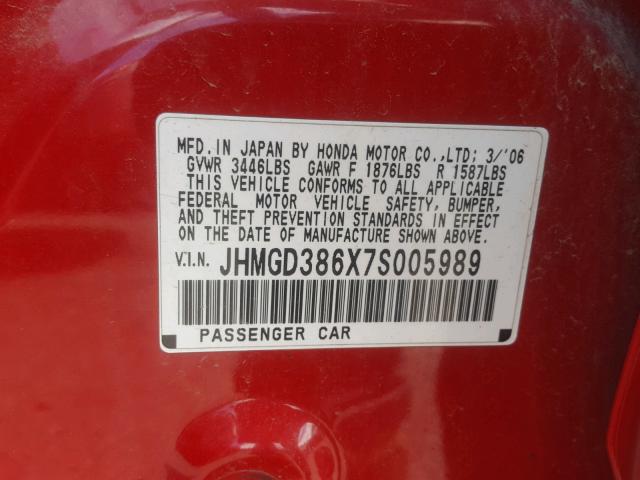 MFD. IN JAPAN BY HONDA MOTOR CO., LTD: 3/'06
GVWR 3446LBS GAWR F 1876LBS R 1587LBS
THIS VEHICLE CONFORMS TO ALL APPLICABLE
FEDERAL MOTOR VEHICLE SAFETY, BUMPER,
AND THEFT PREVENTION STANDARDS IN EFFECT
ON THE DATE OF MANUFACTURE SHOWN ABOVE.
V.I.N. JHMGD386X7S005989
PASSENGER CAR